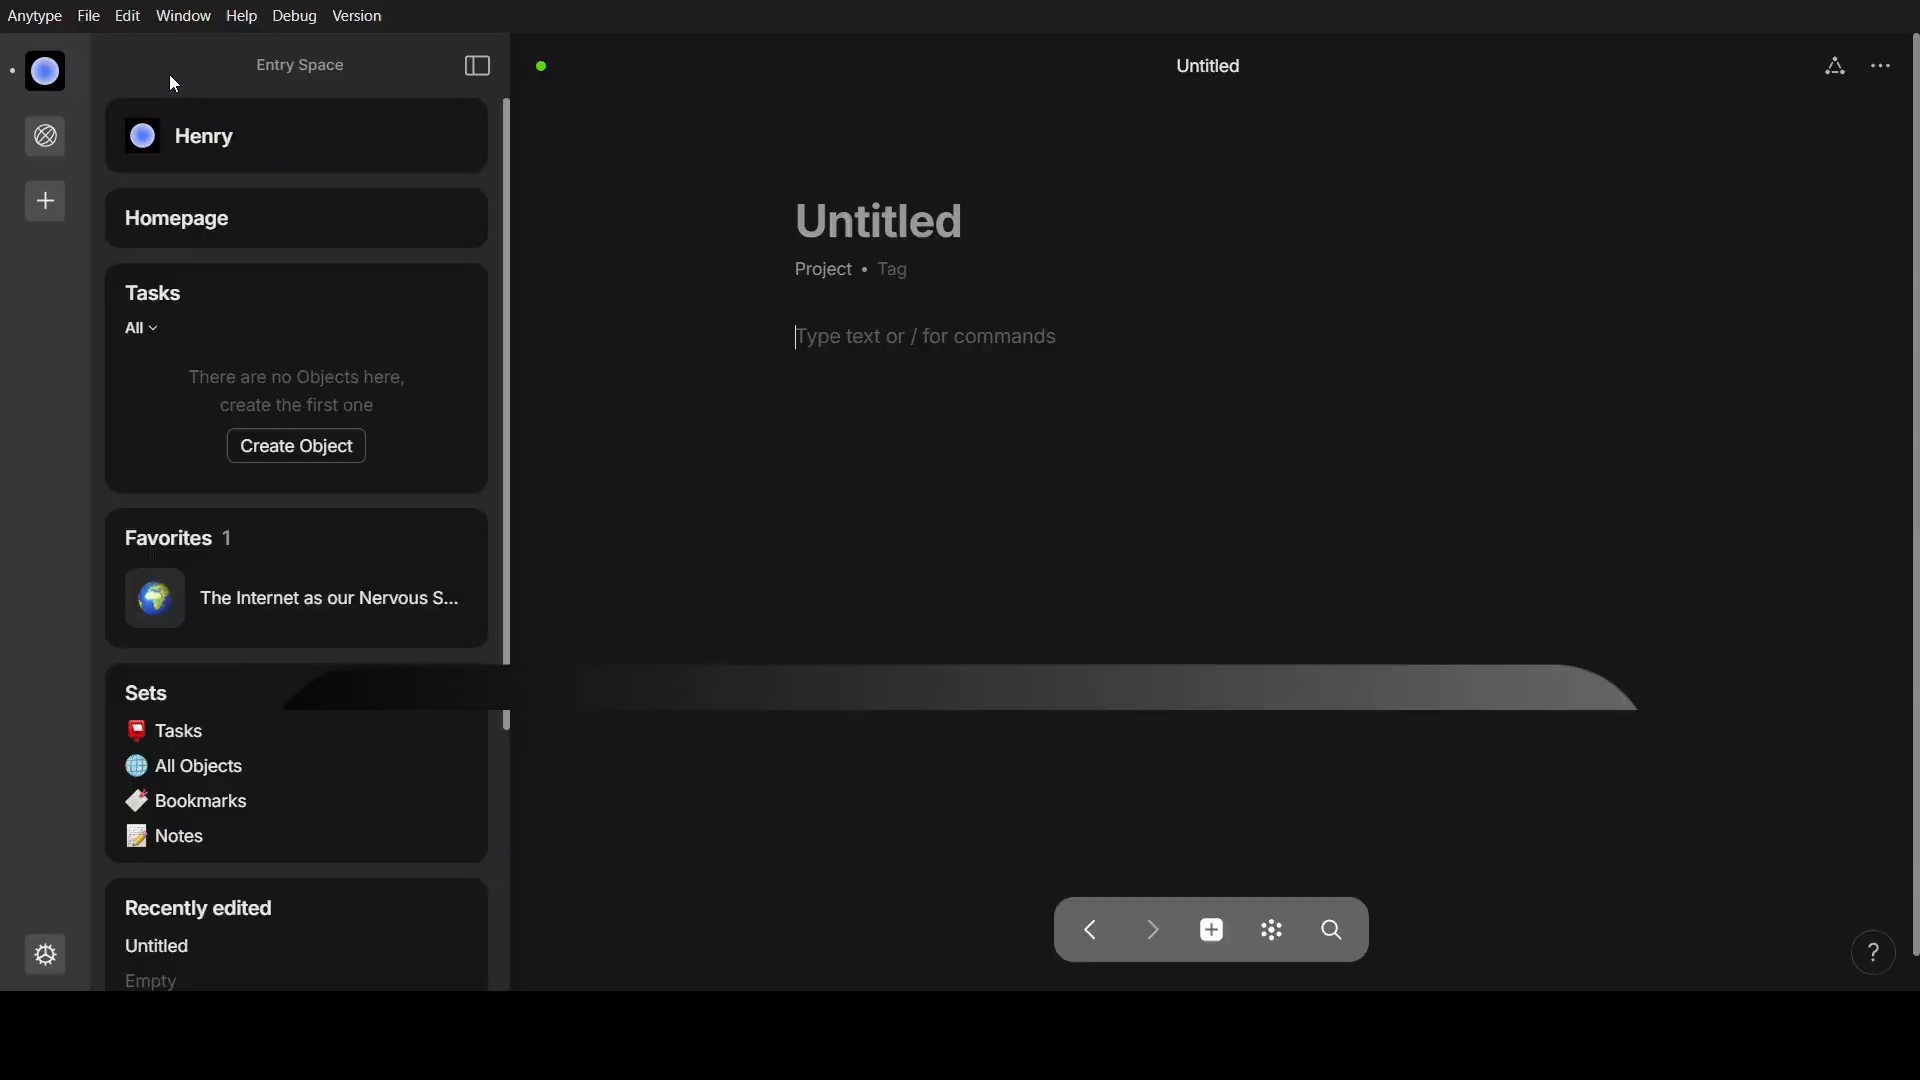 Anytype File Edit Window Help Debug Version
Entry Space
Untitled
Henry
Homepage
Tasks
All
There are no Objects here,
create the first one
Create Object
Favorites 1
The Internet as our Nervous S...
Sets
Tasks
All Objects
Bookmarks
Notes
Recently edited
Untitled
Empty
Untitled
Project • Tag
Type text or / for commands
?